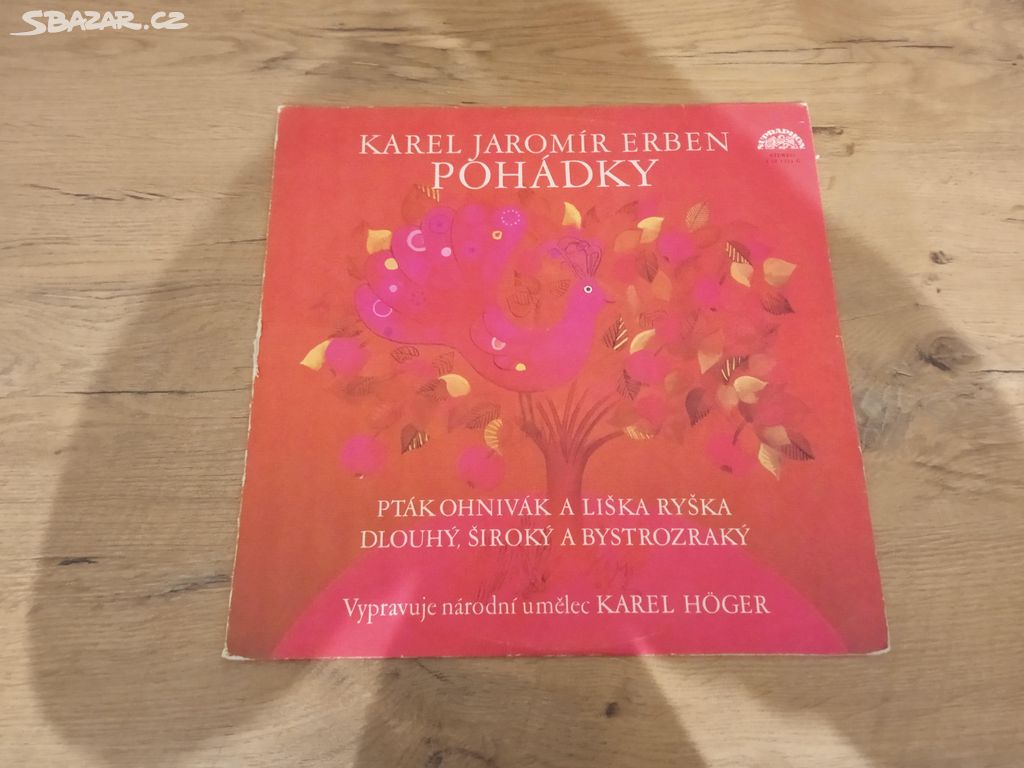 SBAZAR.CZ
KAREL JAROMÍR ERBEN
POHÁDKY
SUPRAPHON
STEREO
PTÁK OHNIVÁK A LIŠKA RYŠKA
DLOUHÝ, ŠIROKÝ A BYSTROZRAKÝ
Vypravuje národní umělec KAREL HÖGER